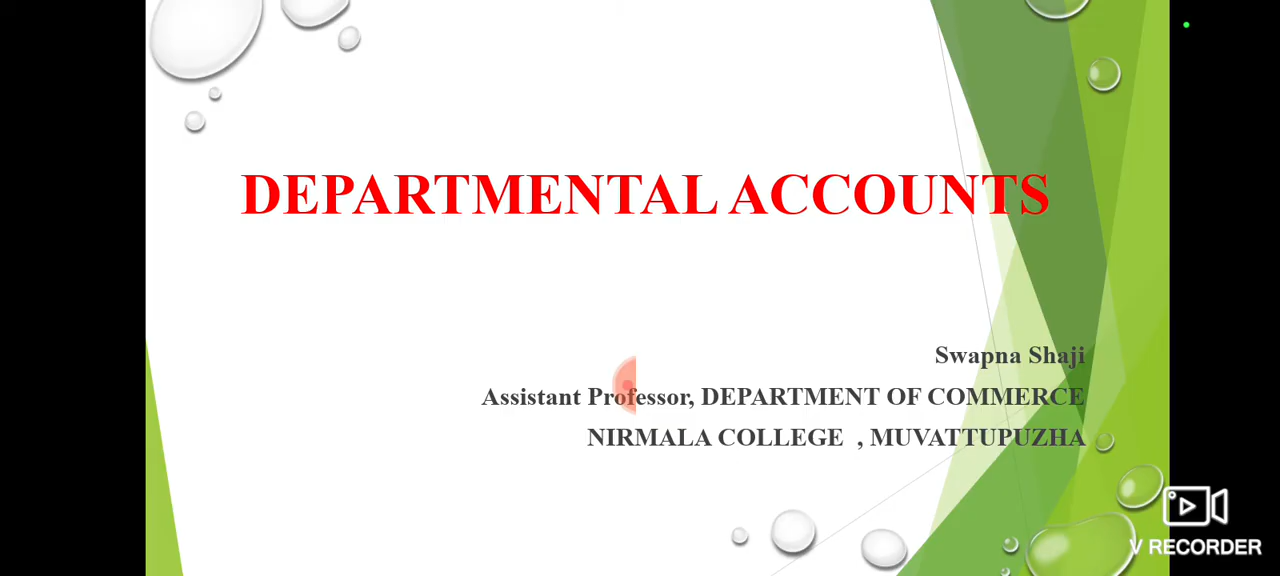 DEPARTMENTAL ACCOUNTS
Swapna Shaji
Assistant Professor, DEPARTMENT OF COMMERCE
NIRMALA COLLEGE , MUVATTUPUZHA
V RECORDER